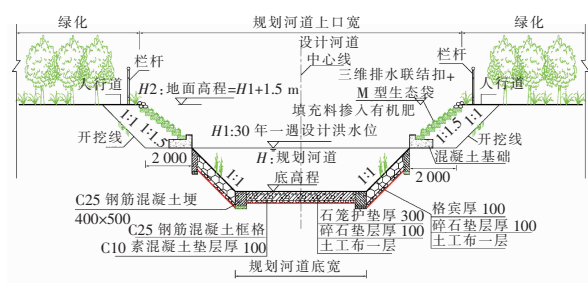 绿化
规划河道上口宽
绿化
设计河道
中心线
栏杆
栏杆
三维排水联结扣+
M 型生态袋
人行道
H2:地面高程=H1+1.5 m
人行道
填充料掺入有机肥
1:1
1:1.5
H1:30 年一遇设计洪水位
1:1.5
1:1
开挖线
开挖线
H:规划河道
混凝土基础
2 000
1:1
底高程
1:1
2 000
C25 钢筋混凝土埂
400×500
C25 钢筋混凝土框格
C10 素混凝土垫层厚 100
石笼护垫厚 300
碎石垫层厚 100
土工布一层
格宾厚 100
碎石垫层厚 100
土工布一层
规划河道底宽